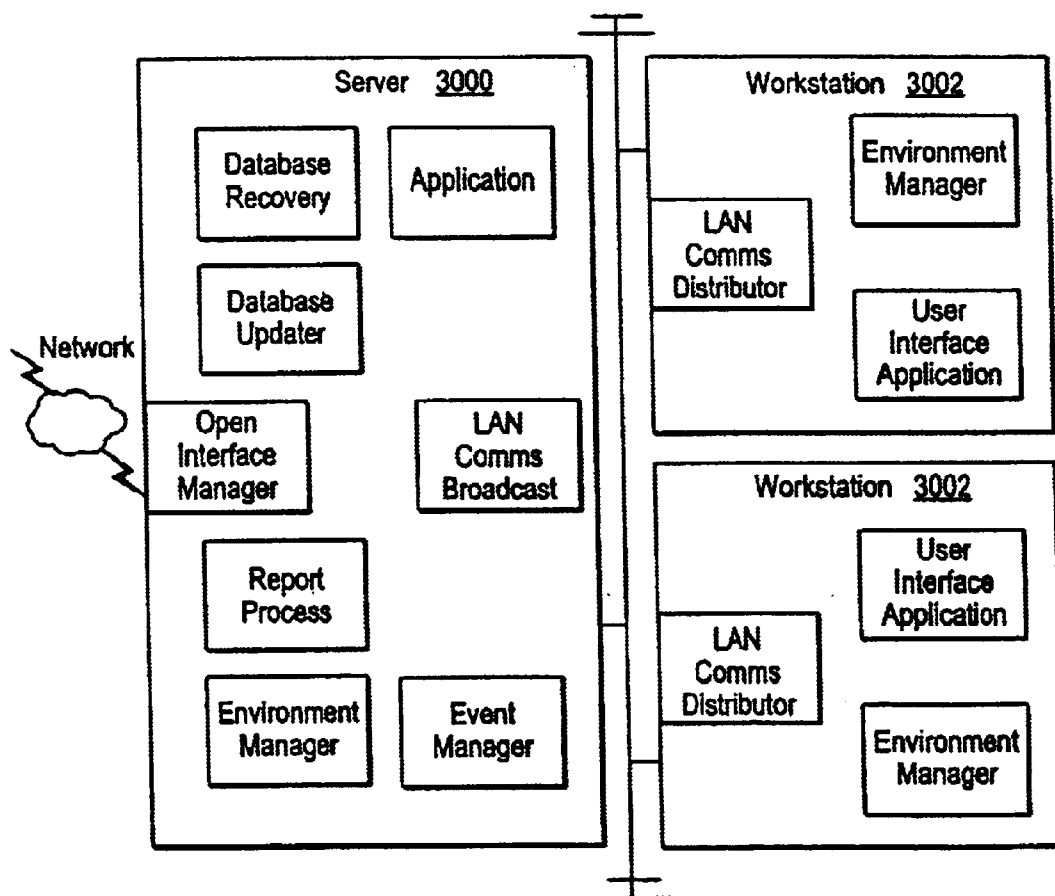 Server 3000
Database
Recovery
Application
Database
Updater
Network
Open
Interface
Manager
LAN
Comms
Broadcast
Report
Process
Environment
Manager
Event
Manager
Workstation 3002
Environment
Manager
LAN
Comms
Distributor
User
Interface
Application
Workstation 3002
User
Interface
Application
LAN
Comms
Distributor
Environment
Manager